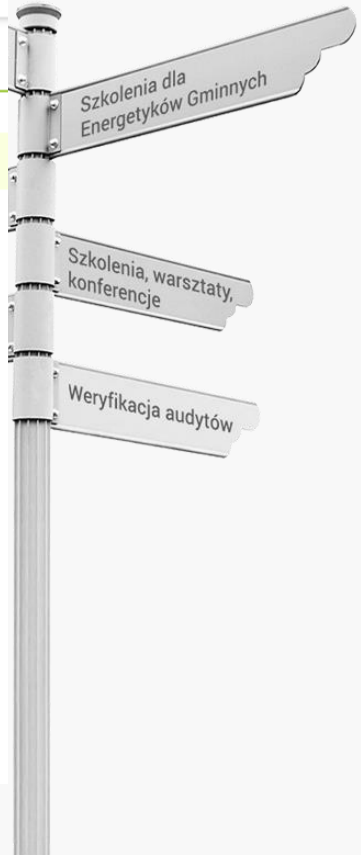 Szkolenia dla
Energetyków Gminnych
Szkolenia, warsztaty,
konferencje
Weryfikacja audytów